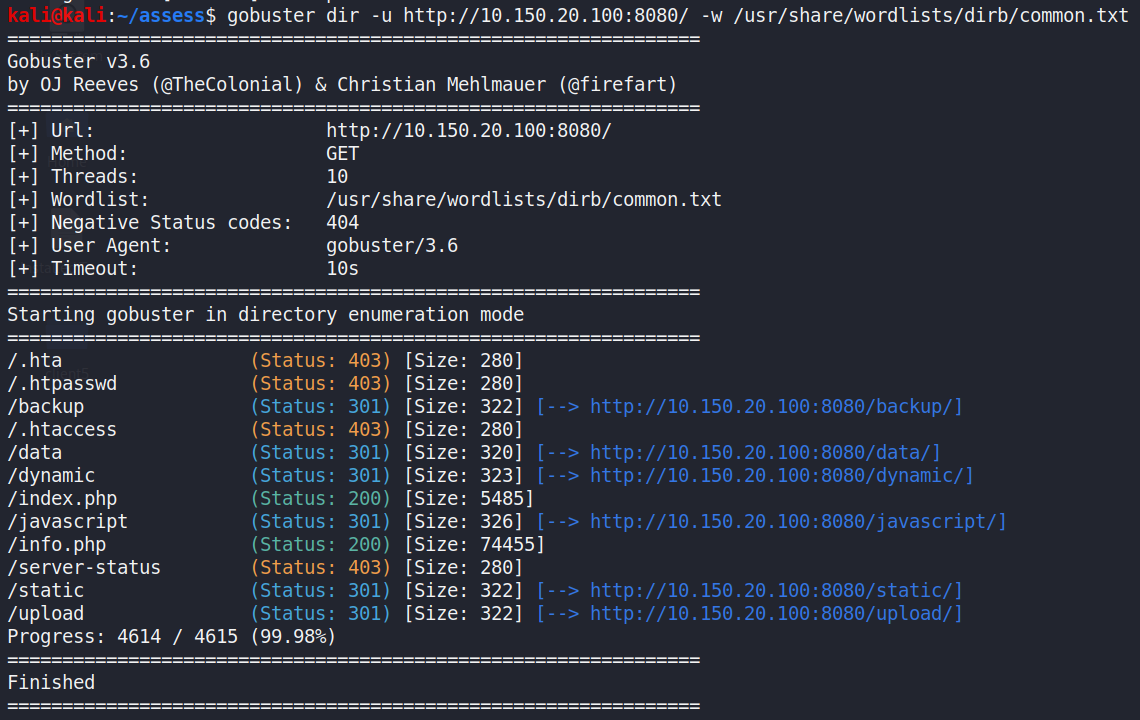 kali@kali:~/assess$ gobuster dir -u http://10.150.20.100:8080/ -w /usr/share/wordlists/dirb/common.txt
===============================================================
Gobuster v3.6
by OJ Reeves (@TheColonial) & Christian Mehlmauer (@firefart)
===============================================================
[+] Url:                     http://10.150.20.100:8080/
[+] Method:                  GET
[+] Threads:                 10
[+] Wordlist:                /usr/share/wordlists/dirb/common.txt
[+] Negative Status codes:   404
[+] User Agent:              gobuster/3.6
[+] Timeout:                 10s
===============================================================
Starting gobuster in directory enumeration mode
===============================================================
/.hta                 (Status: 403) [Size: 280]
/.htpasswd            (Status: 403) [Size: 280]
/backup               (Status: 301) [Size: 322] [--> http://10.150.20.100:8080/backup/]
/.htaccess            (Status: 403) [Size: 280]
/data                 (Status: 301) [Size: 320] [--> http://10.150.20.100:8080/data/]
/dynamic              (Status: 301) [Size: 323] [--> http://10.150.20.100:8080/dynamic/]
/index.php            (Status: 200) [Size: 5485]
/javascript           (Status: 301) [Size: 326] [--> http://10.150.20.100:8080/javascript/]
/info.php             (Status: 200) [Size: 74455]
/server-status        (Status: 403) [Size: 280]
/static               (Status: 301) [Size: 322] [--> http://10.150.20.100:8080/static/]
/upload               (Status: 301) [Size: 322] [--> http://10.150.20.100:8080/upload/]
Progress: 4614 / 4615 (99.98%)
===============================================================
Finished
===============================================================